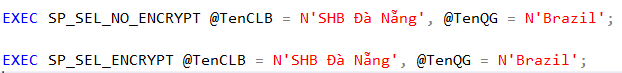 EXEC SP_SEL_NO_ENCRYPT @TenCLB = N'SHB Đà Nẵng', @TenQG = N'Brazil';
EXEC SP_SEL_ENCRYPT @TenCLB = N'SHB Đà Nẵng', @TenQG = N'Brazil';